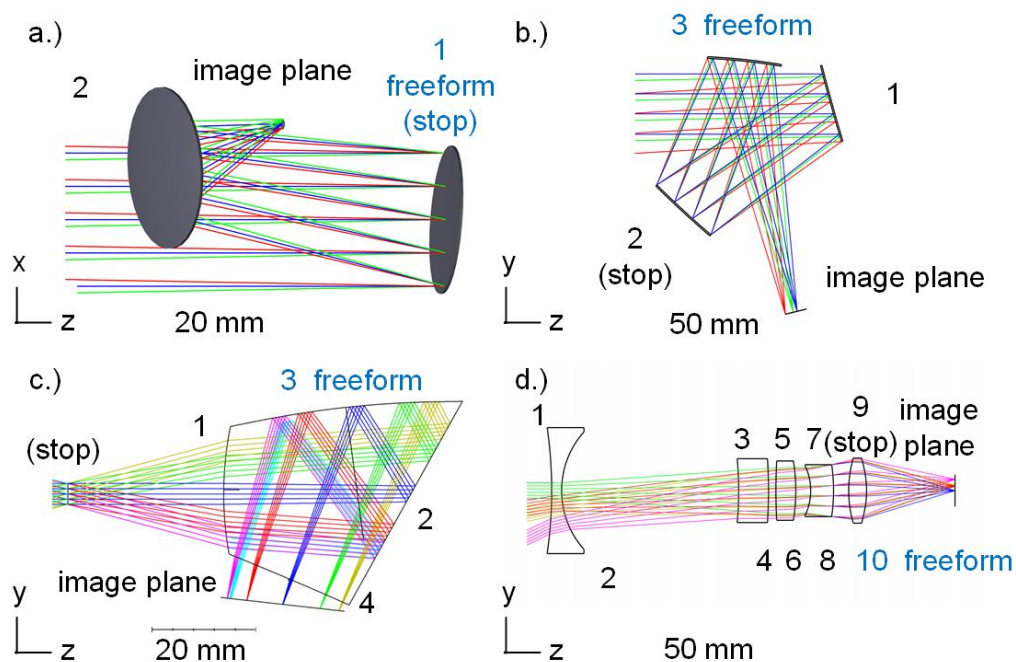 a.)
2
image plane
1
freeform
(stop)
x
z
20 mm
b.)
3 freeform
1
2
(stop)
image plane
y
z
50 mm
c.)
3 freeform
1
(stop)
2
image plane
4
y
z
20 mm
d.)
1
9
image
3 5 7 (stop)
plane
2
4 6 8 10 freeform
y
z
50 mm